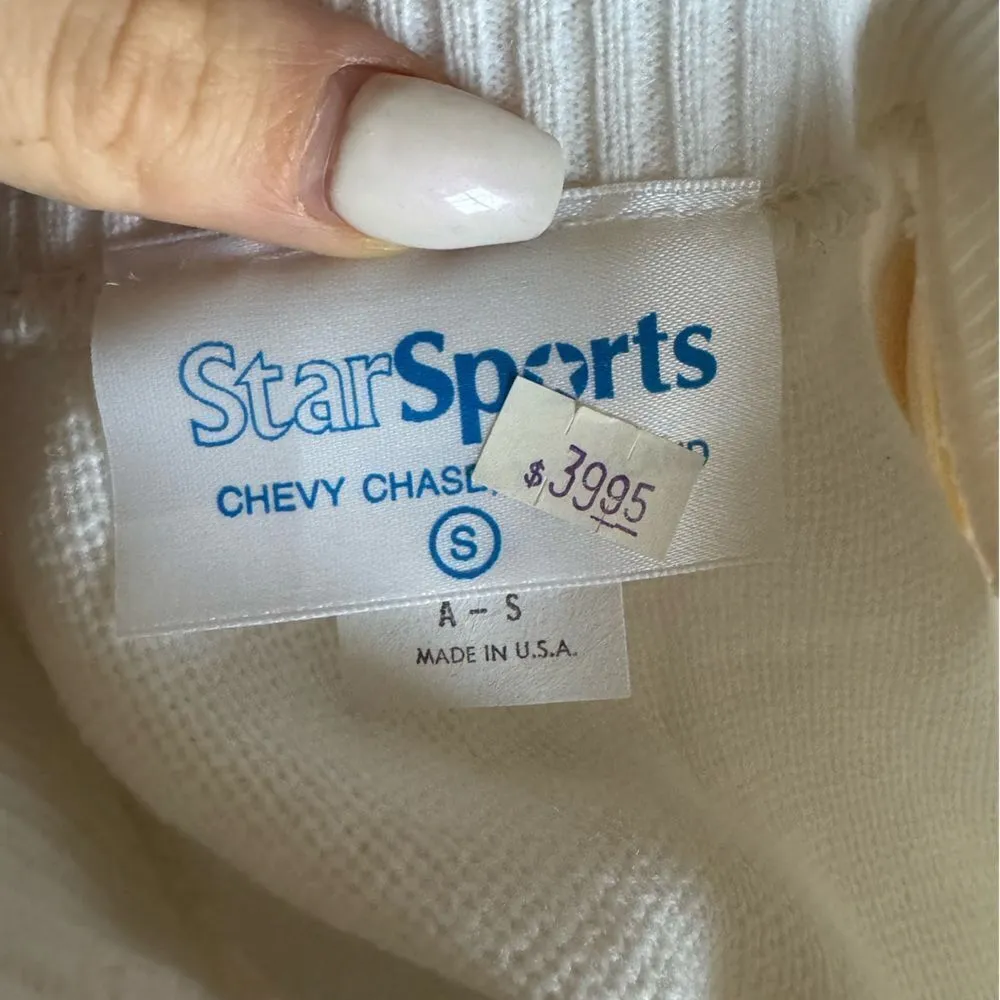 StarSports
CHEVY CHASE,
$3995
S
A - S
MADE IN U.S.A.